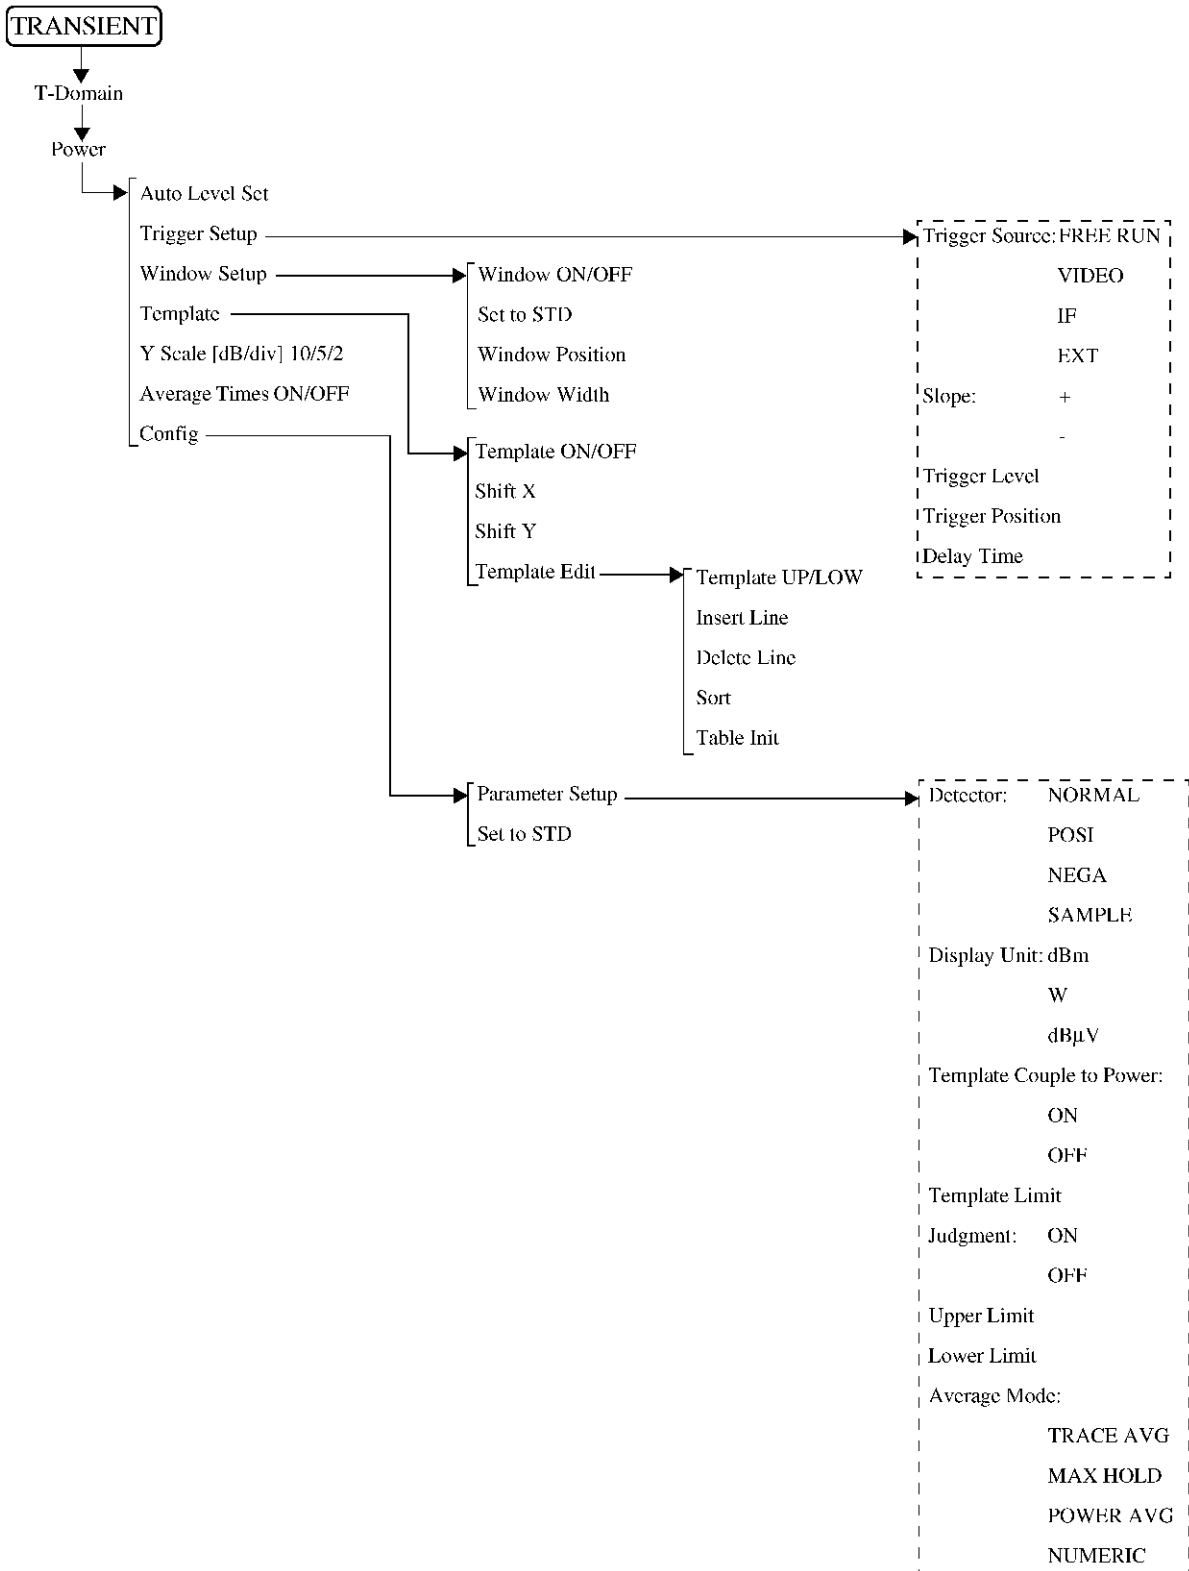 TRANSIENT
T-Domain
Power
Auto Level Set
Trigger Setup
Window Setup
Template
Y Scale [dB/div] 10/5/2
Average Times ON/OFF
Config
Window ON/OFF
Set to STD
Window Position
Window Width
Template ON/OFF
Shift X
Shift Y
Template Edit
Template UP/LOW
Insert Line
Delete Line
Sort
Table Init
Trigger Source: FREE RUN
VIDEO
IF
EXT
Slope: +
-
Trigger Level
Trigger Position
Delay Time
Parameter Setup
Set to STD
Detector: NORMAL
POSI
NEGA
SAMPLE
Display Unit: dBm
W
dBµV
Template Couple to Power:
ON
OFF
Template Limit
Judgment: ON
OFF
Upper Limit
Lower Limit
Average Mode:
TRACE AVG
MAX HOLD
POWER AVG
NUMERIC